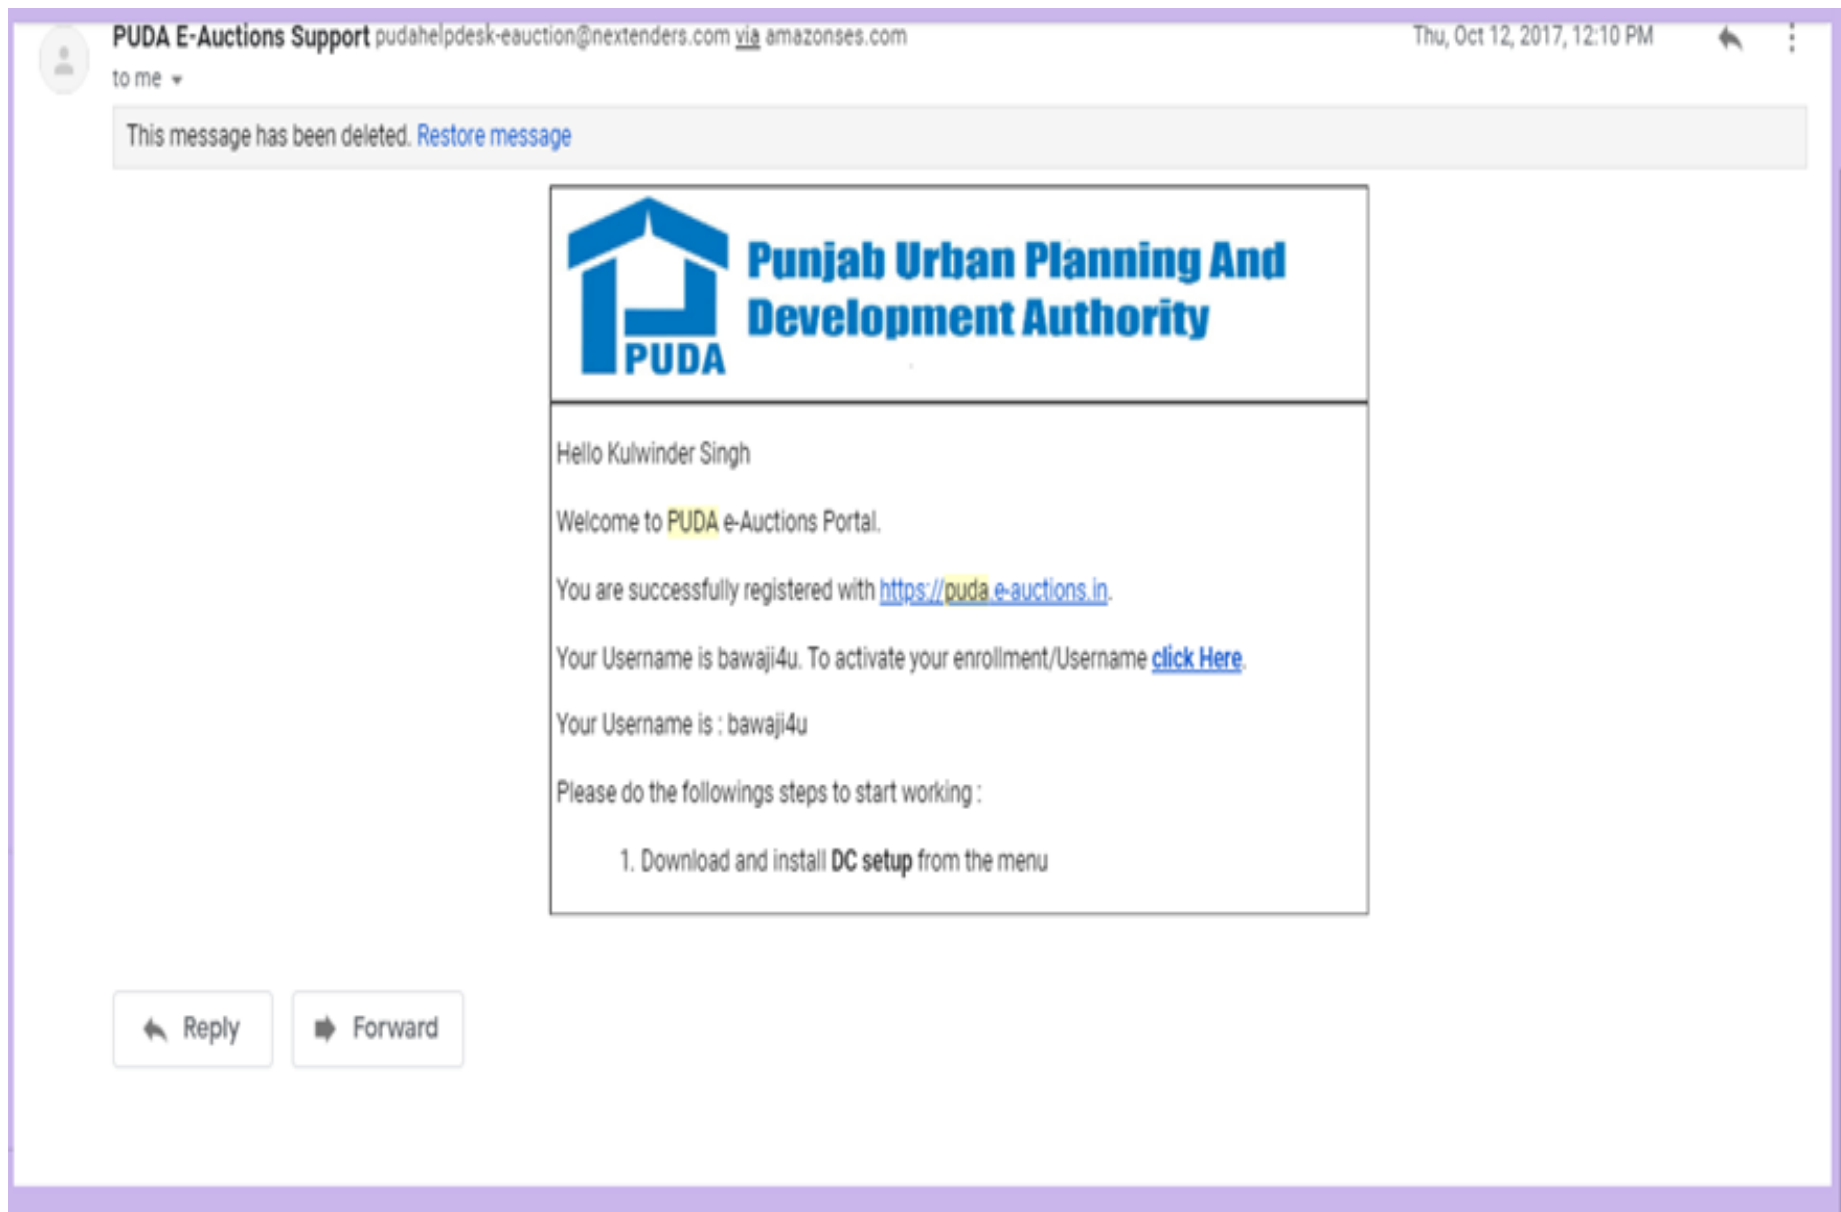 PUDA E-Auctions Support pudahelpdesk-eauction@nextenders.com via amazonses.com
Thu, Oct 12, 2017, 12:10 PM
to me
This message has been deleted. Restore message
PUDA
Punjab Urban Planning And
Development Authority
Hello Kulwinder Singh
Welcome to PUDA e-Auctions Portal.
You are successfully registered with https://puda.e-auctions.in.
Your Username is bawaji4u. To activate your enrollment/Username click Here.
Your Username is : bawaji4u
Please do the followings steps to start working :
1. Download and install DC setup from the menu
Reply
Forward